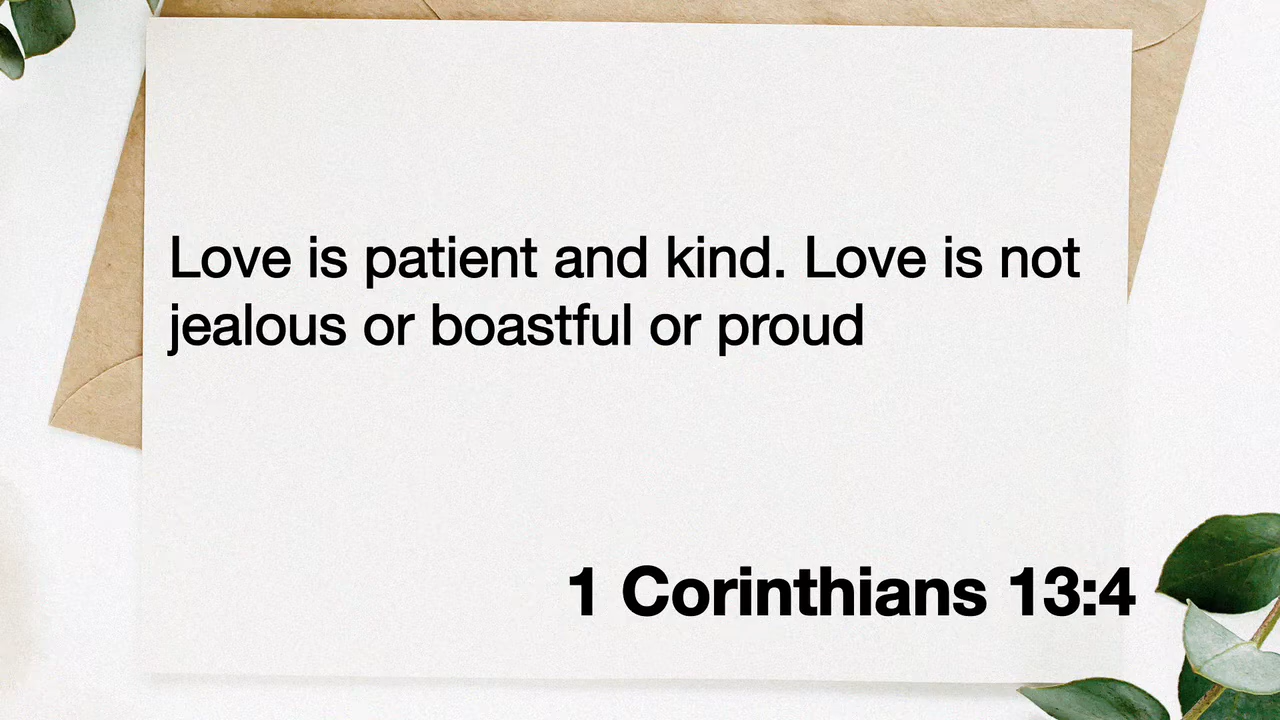 Love is patient and kind. Love is not
jealous or boastful or proud
1 Corinthians 13:4